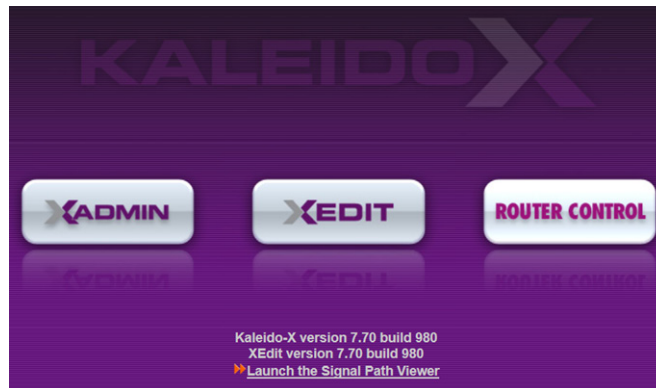 KALEIDOX
XADMIN
XEDIT
ROUTER CONTROL
Kaleido-X version 7.70 build 980
XEdit version 7.70 build 980
Launch the Signal Path Viewer